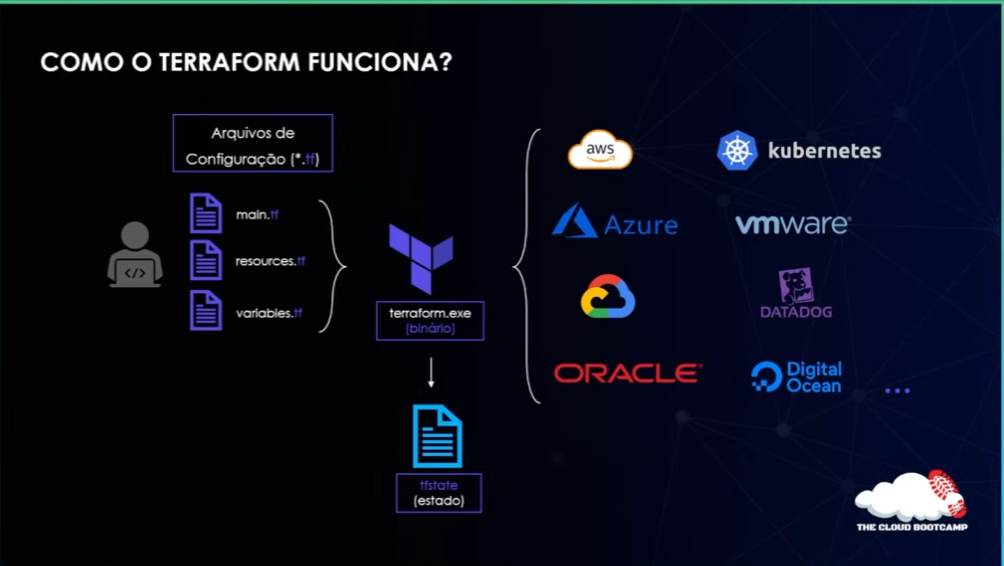 COMO O TERRAFORM FUNCIONA?
Arquivos de
Configuração (*.tf)
main.tf
resources.tf
variables.tf
</>
terraform.exe
(binário)
tfstate
(estado)
aws
kubernetes
Azure
vmware®
DATADOG
ORACLE®
Digital
Ocean
...
THE CLOUD BOOTCAMP